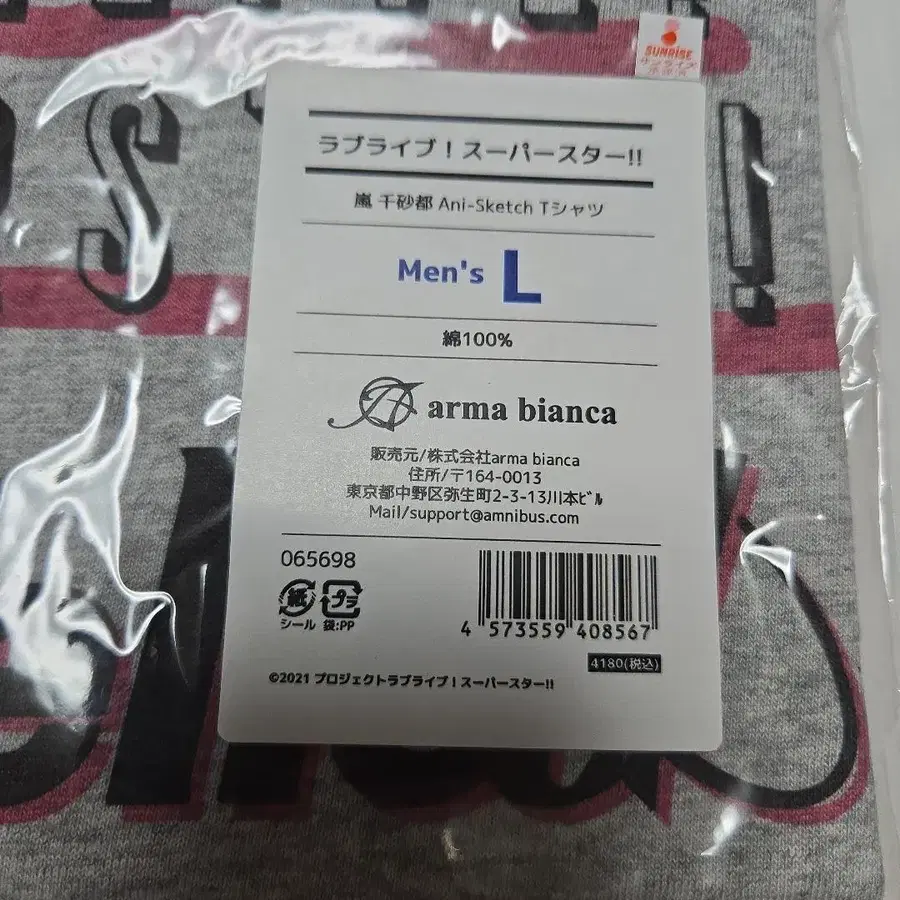 SUNRISE
ラブライブ!スーパースター!!
嵐 千砂都 Ani-Sketch Tシャツ
Men's L
綿100%
arma bianca
販売元/株式会社arma bianca
住所/〒164-0013
東京都中野区弥生町2-3-13川本ビル
Mail/support@amnibus.com
065698
紙 プラ
シール 袋:PP
4 573559 408567
4180(税込)
©2021 プロジェクトラブライブ!スーパースター!!